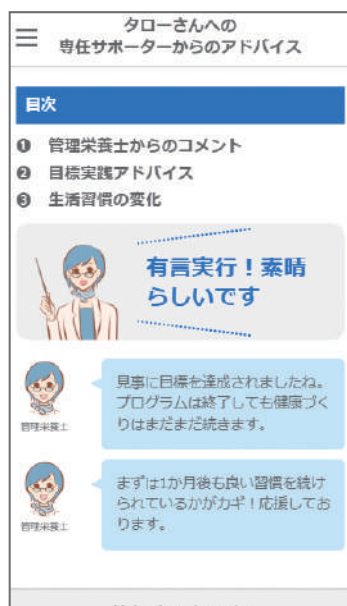 タローさんへの
専任サポーターからのアドバイス
目次
❶ 管理栄養士からのコメント
❷ 目標実践アドバイス
❸ 生活習慣の変化
有言実行！素晴
らしいです
見事に目標を達成されましたね。
プログラムは終了しても健康づく
りはまだまだ続きます。
管理栄養士
まずは1か月後も良い習慣を続け
られているかがカギ！応援してお
ります。
管理栄養士